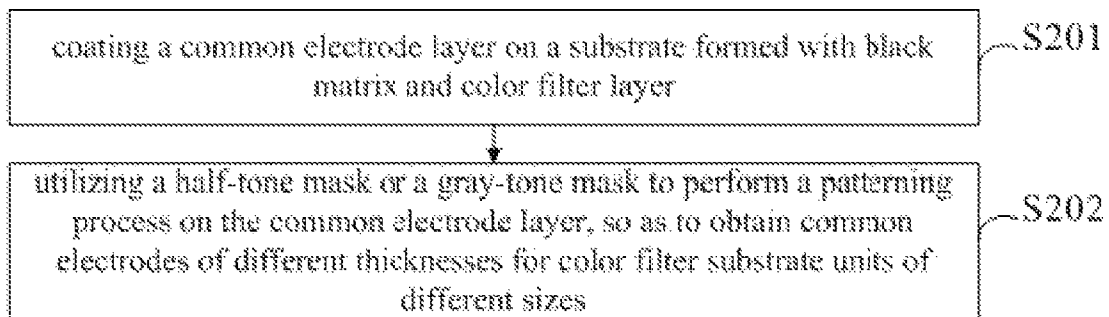 coating a common electrode layer on a substrate formed with black
matrix and color filter layer
S201
utilizing a half-tone mask or a gray-tone mask to perform a patterning
process on the common electrode layer, so as to obtain common
electrodes of different thicknesses for color filter substrate units of
different sizes
S202